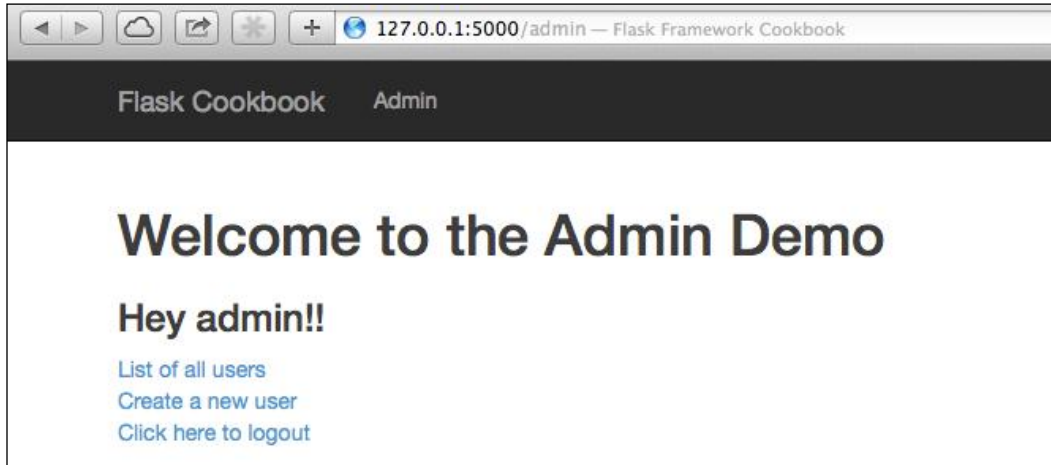 127.0.0.1:5000/admin — Flask Framework Cookbook
Flask Cookbook Admin
Welcome to the Admin Demo
Hey admin!!
List of all users
Create a new user
Click here to logout